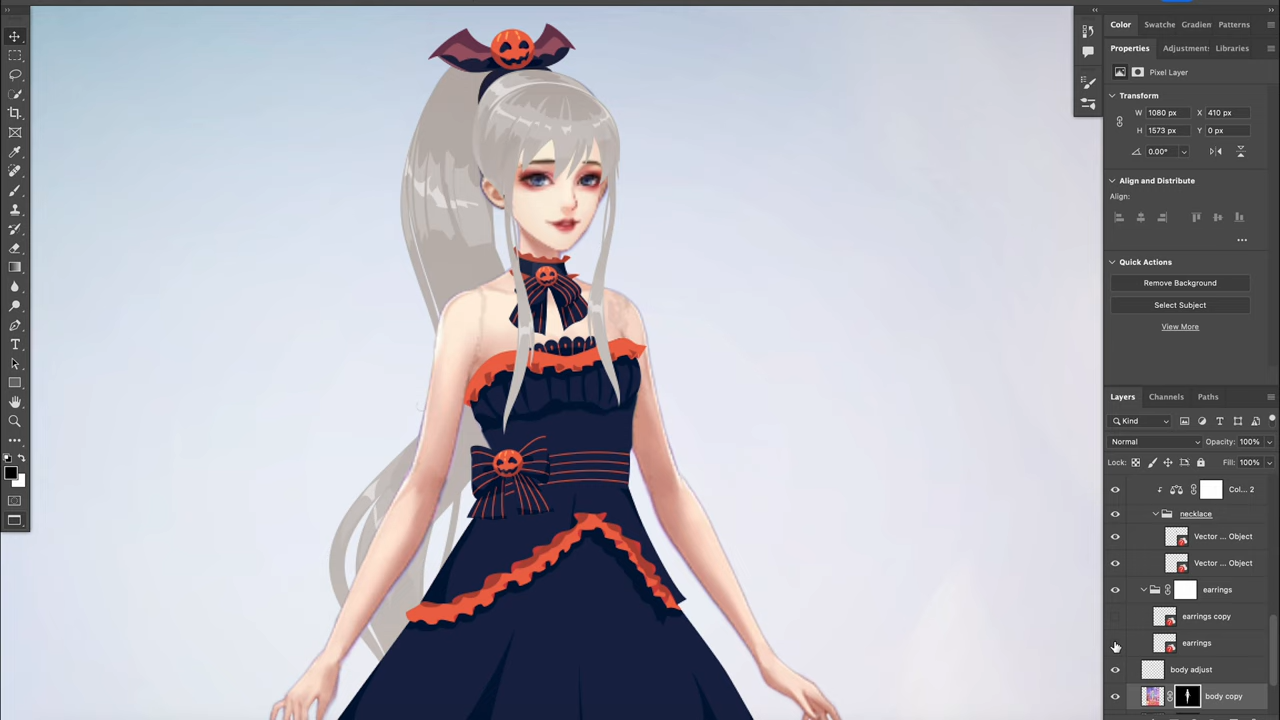 Color Swatche Gradien Patterns
Properties Adjustment: Libraries
Pixel Layer
Transform
W 1080 px X 410 px
H 1573 px Y 0 px
0.00°
Align and Distribute
Align:
Quick Actions
Remove Background
Select Subject
View More
Layers Channels Paths
Kind
Normal Opacity: 100%
Lock: Fill: 100%
Col... 2
necklace
Vector ... Object
Vector ... Object
earrings
earrings copy
earrings
body adjust
body copy